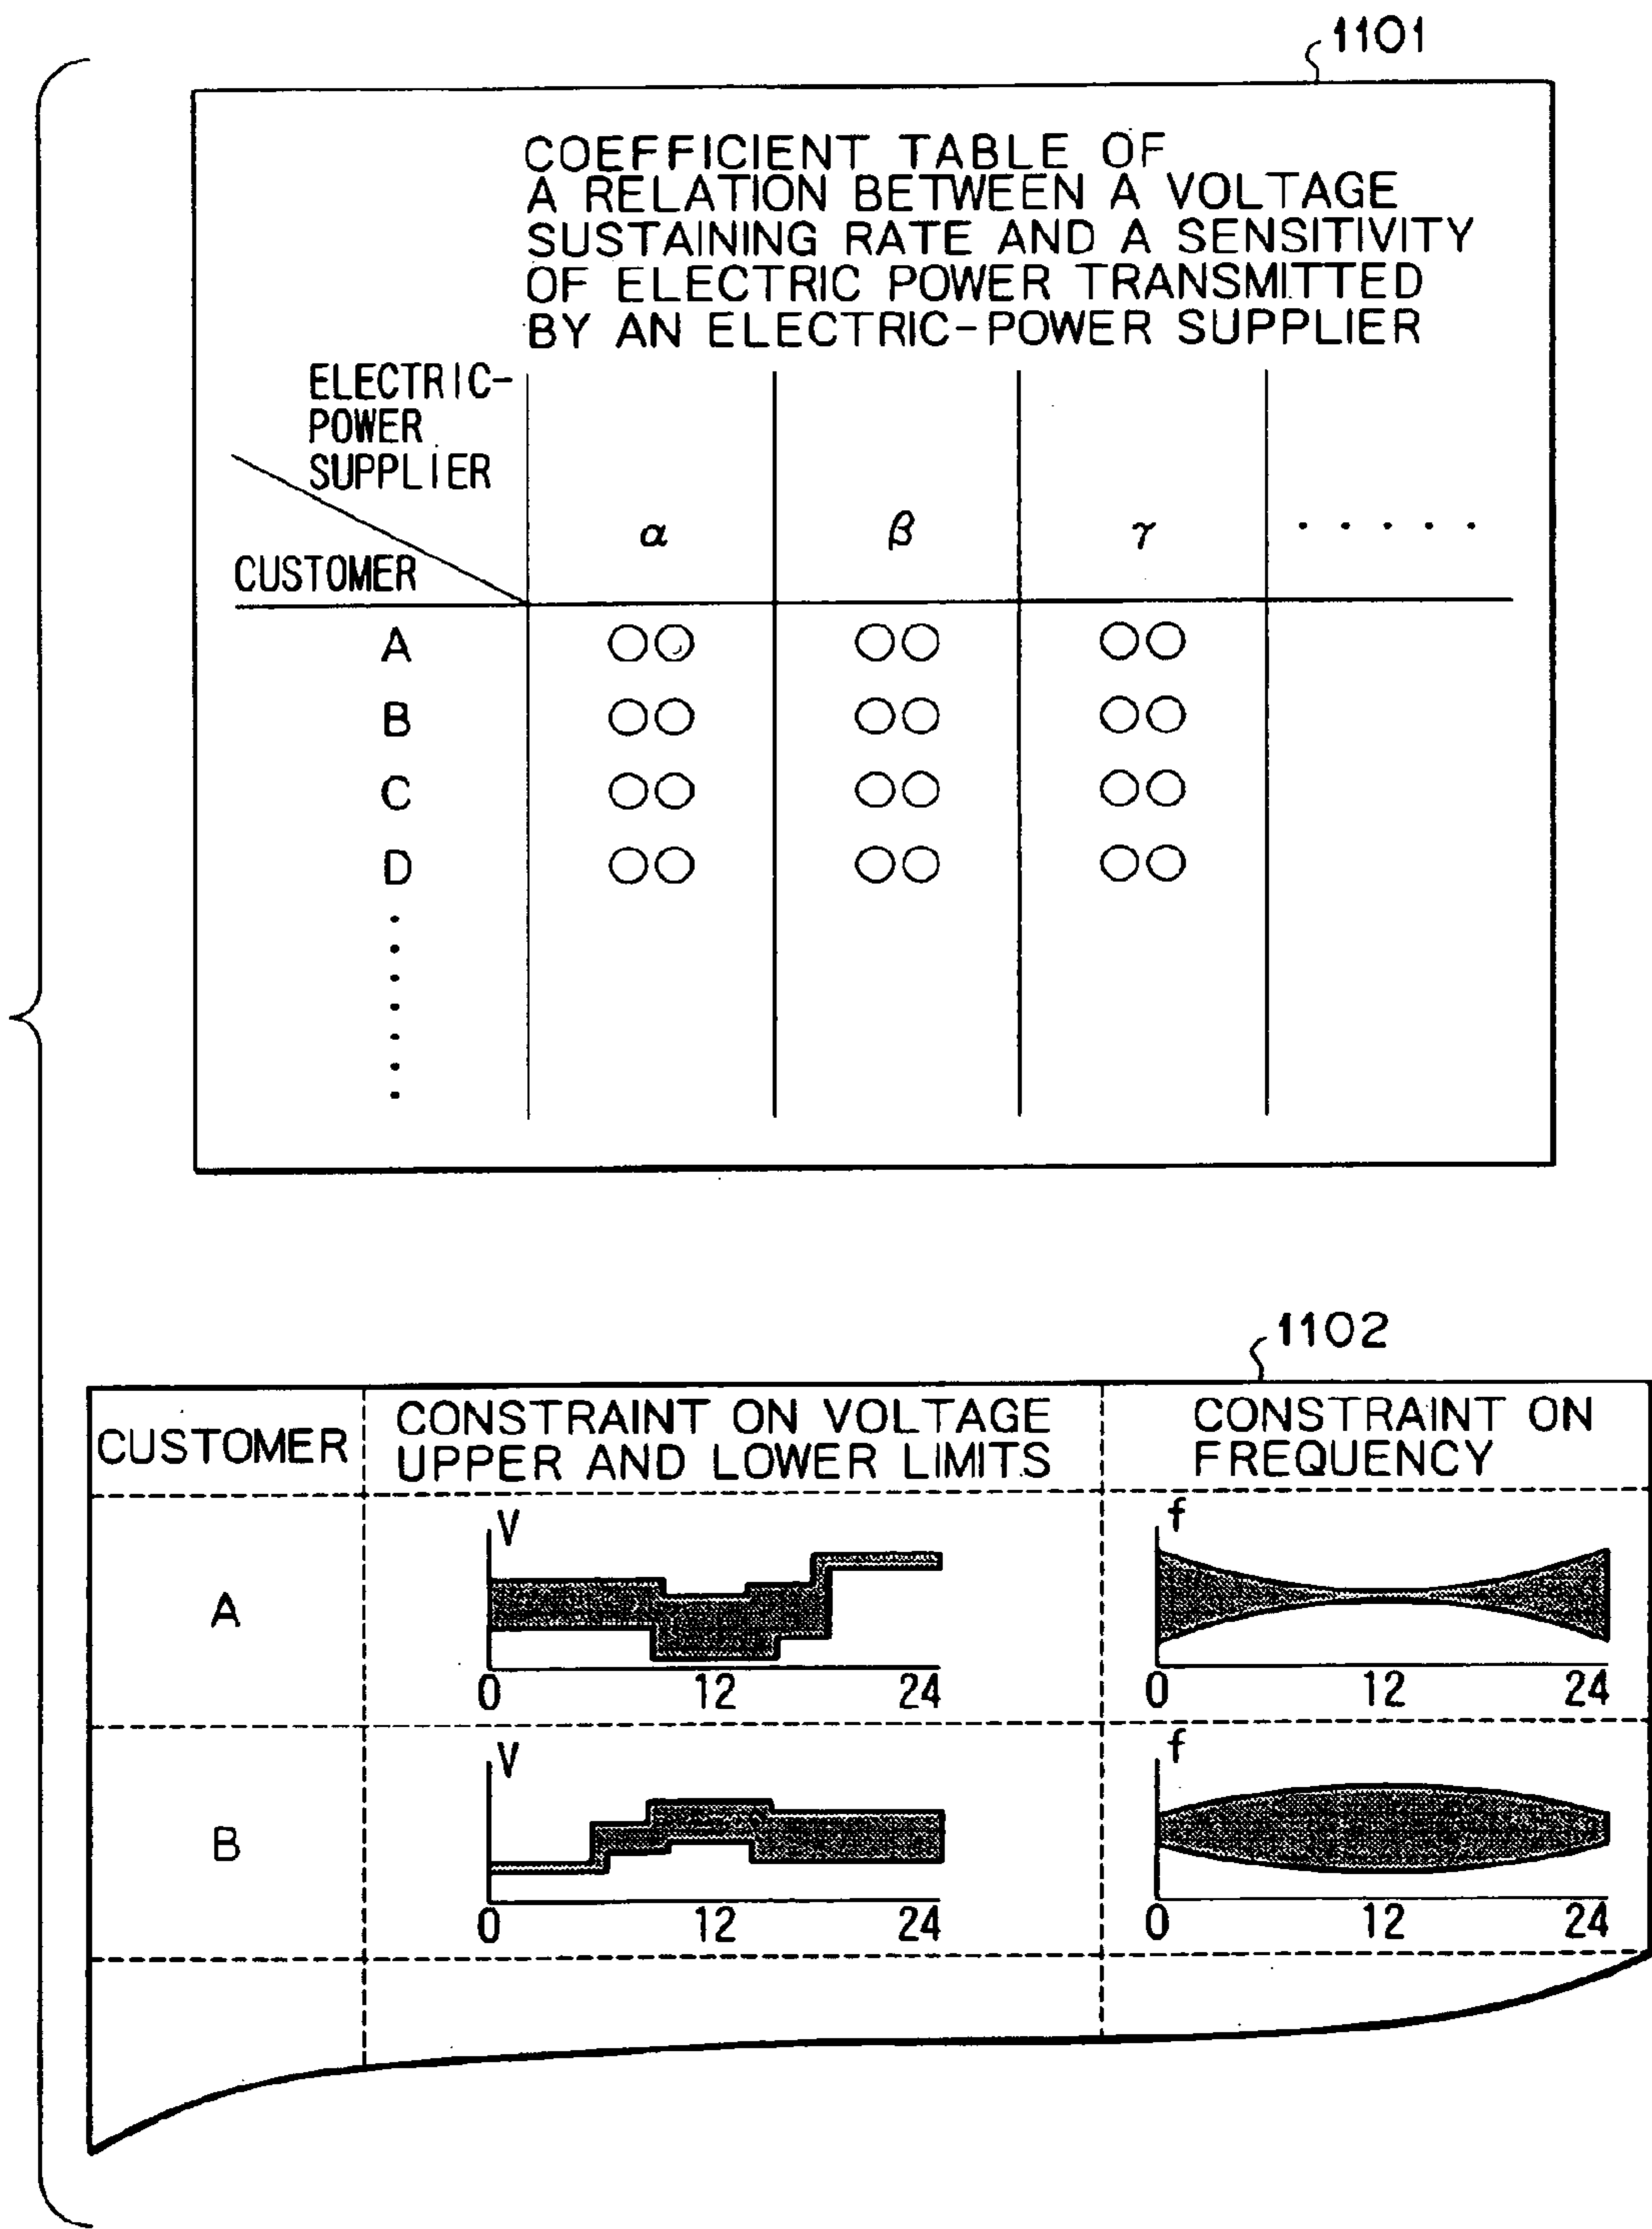 1101
COEFFICIENT TABLE OF
A RELATION BETWEEN A VOLTAGE
SUSTAINING RATE AND A SENSITIVITY
OF ELECTRIC POWER TRANSMITTED
BY AN ELECTRIC-POWER SUPPLIER
ELECTRIC-
POWER
SUPPLIER
CUSTOMER
α β γ ·····
A ○○ ○○ ○○
B ○○ ○○ ○○
C ○○ ○○ ○○
D ○○ ○○ ○○
1102
CUSTOMER
CONSTRAINT ON VOLTAGE
UPPER AND LOWER LIMITS
CONSTRAINT ON
FREQUENCY
A
V
0 12 24
f
0 12 24
B
V
0 12 24
f
0 12 24